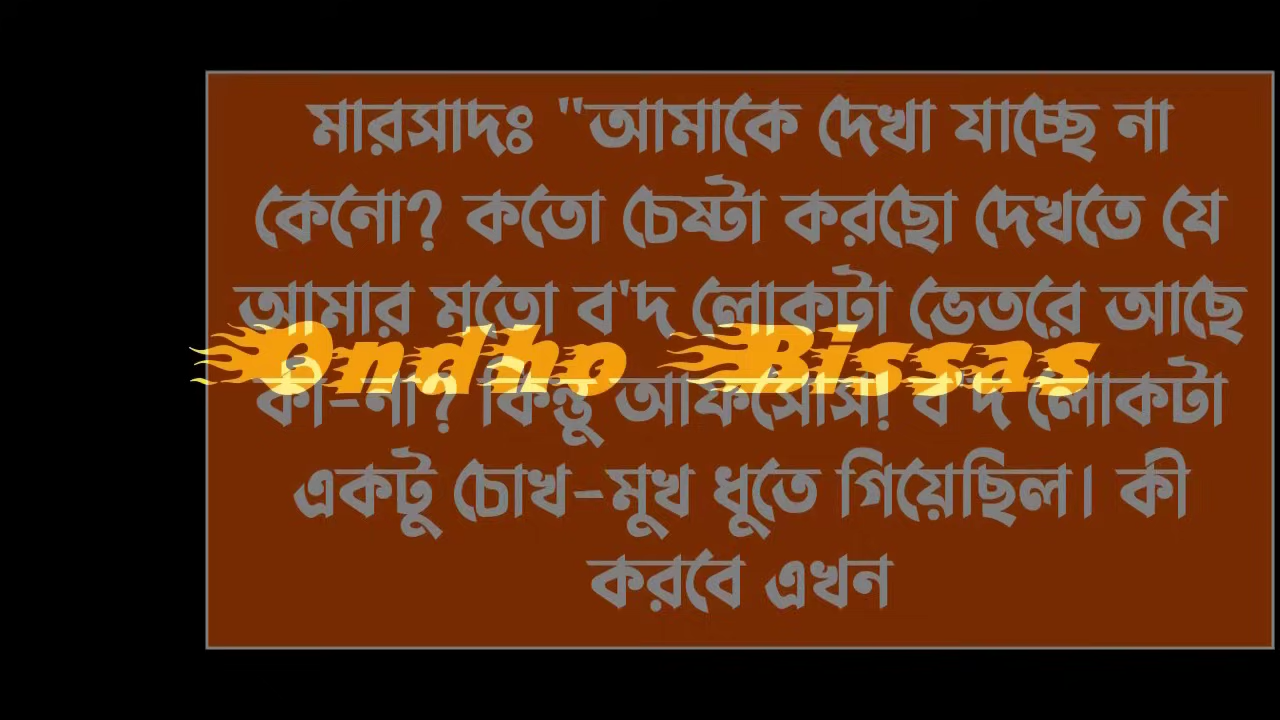 মারসাদঃ "আমাকে দেখা যাচ্ছে না
কেনো? কতো চেষ্টা করছো দেখতে যে
আমার মতো ব'দ লোকটা ভেতরে আছে
Ondho Bissas
কী-না? কিন্তু আফসোস! ব'দ লোকটা
একটু চোখ-মুখ ধুতে গিয়েছিল। কী
করবে এখন